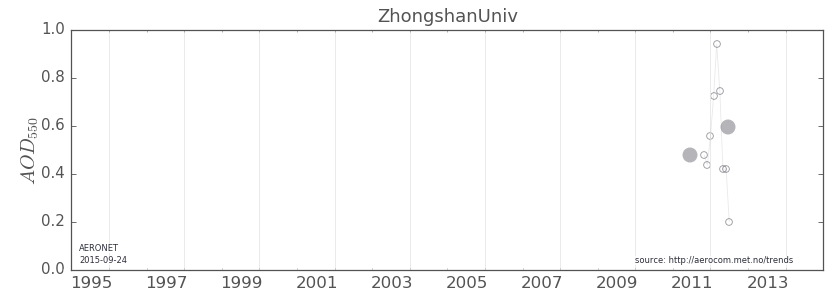 ZhongshanUniv
1.0
0.8
0.6
0.4
0.2
0.0
AOD550
AERONET
2015-09-24
source: http://aerocom.met.no/trends
1995 1997 1999 2001 2003 2005 2007 2009 2011 2013